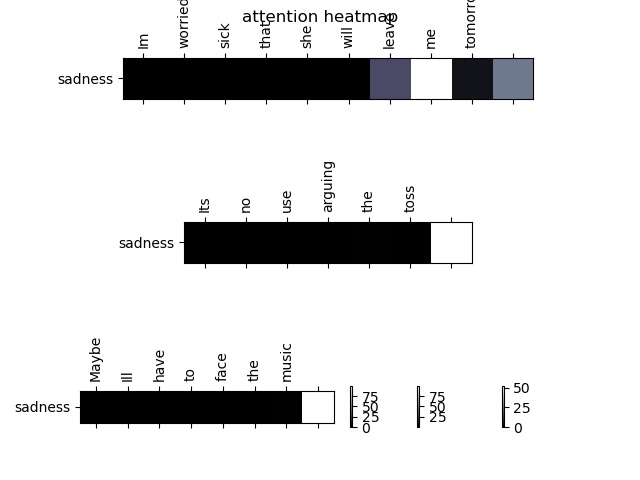 attention heatmap
Im worried sick that she will leave me tomorrow
sadness
Its no use arguing the toss
sadness
Maybe Ill have to face the music
sadness
75
50
25
0
75
50
25
50
25
0